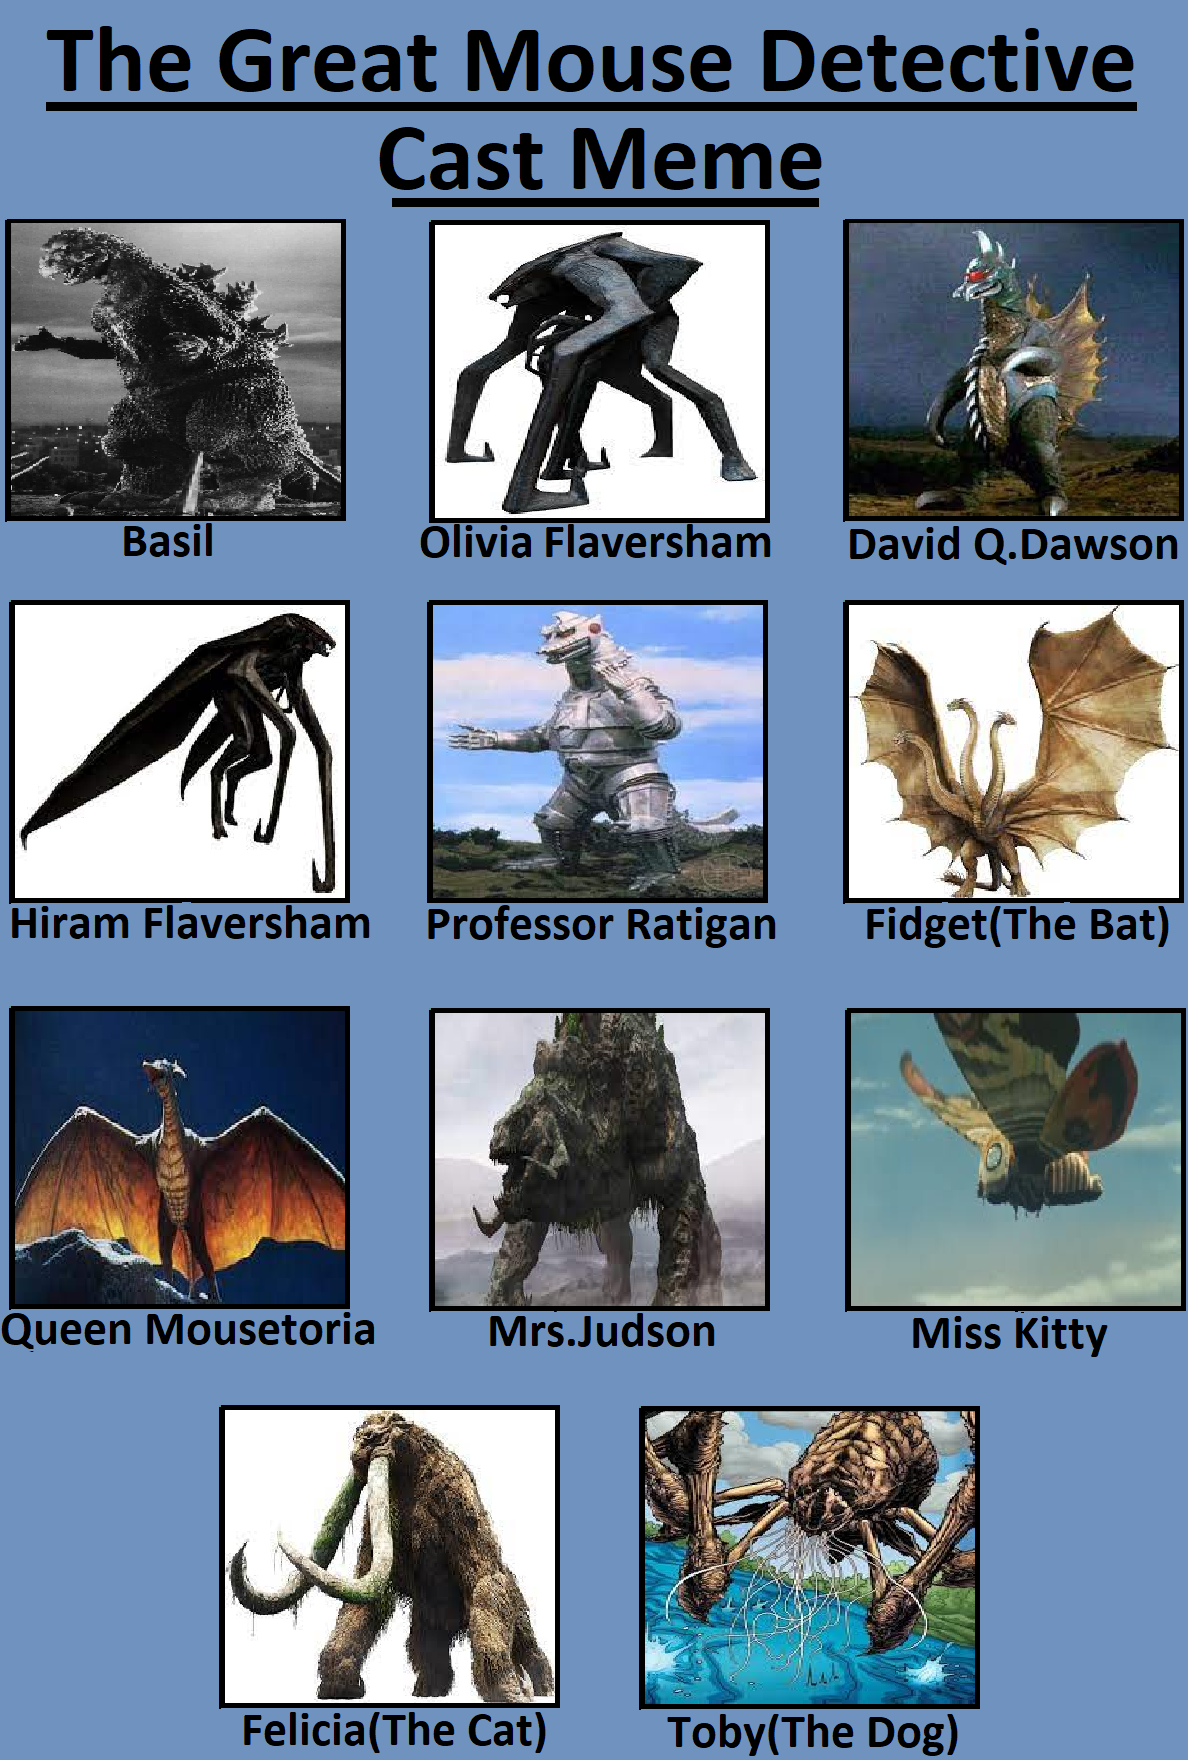 The Great Mouse Detective
Cast Meme
Basil
Olivia Flaversham
David Q.Dawson
Hiram Flaversham
Professor Ratigan
Fidget(The Bat)
Queen Mousetoria
Mrs.Judson
Miss Kitty
Felicia(The Cat)
Toby(The Dog)